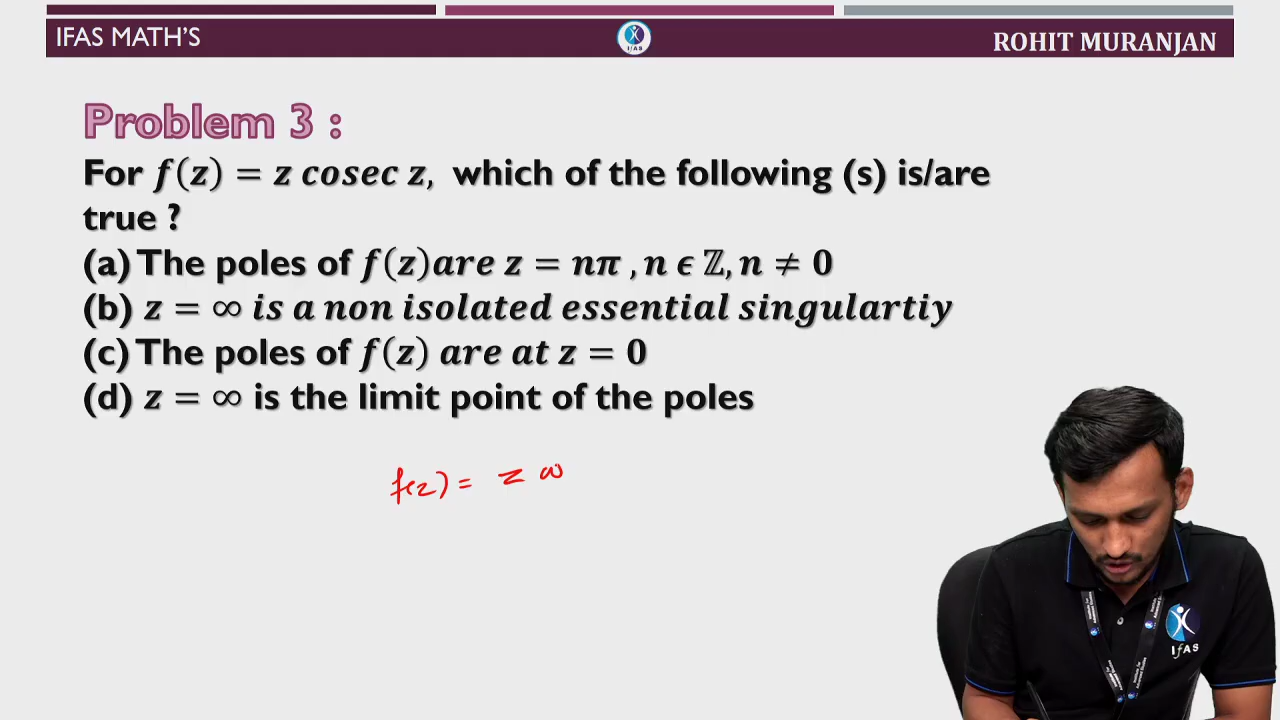 IFAS MATH'S
IFAS
ROHIT MURANJAN
Problem 3 :
For f(z) = z cosec z, which of the following (s) is/are
true ?
(a) The poles of f(z)are z = nπ , n ϵ ℤ, n ≠ 0
(b) z = ∞ is a non isolated essential singulartiy
(c) The poles of f(z) are at z = 0
(d) z = ∞ is the limit point of the poles
f(z) = z co
IfAS